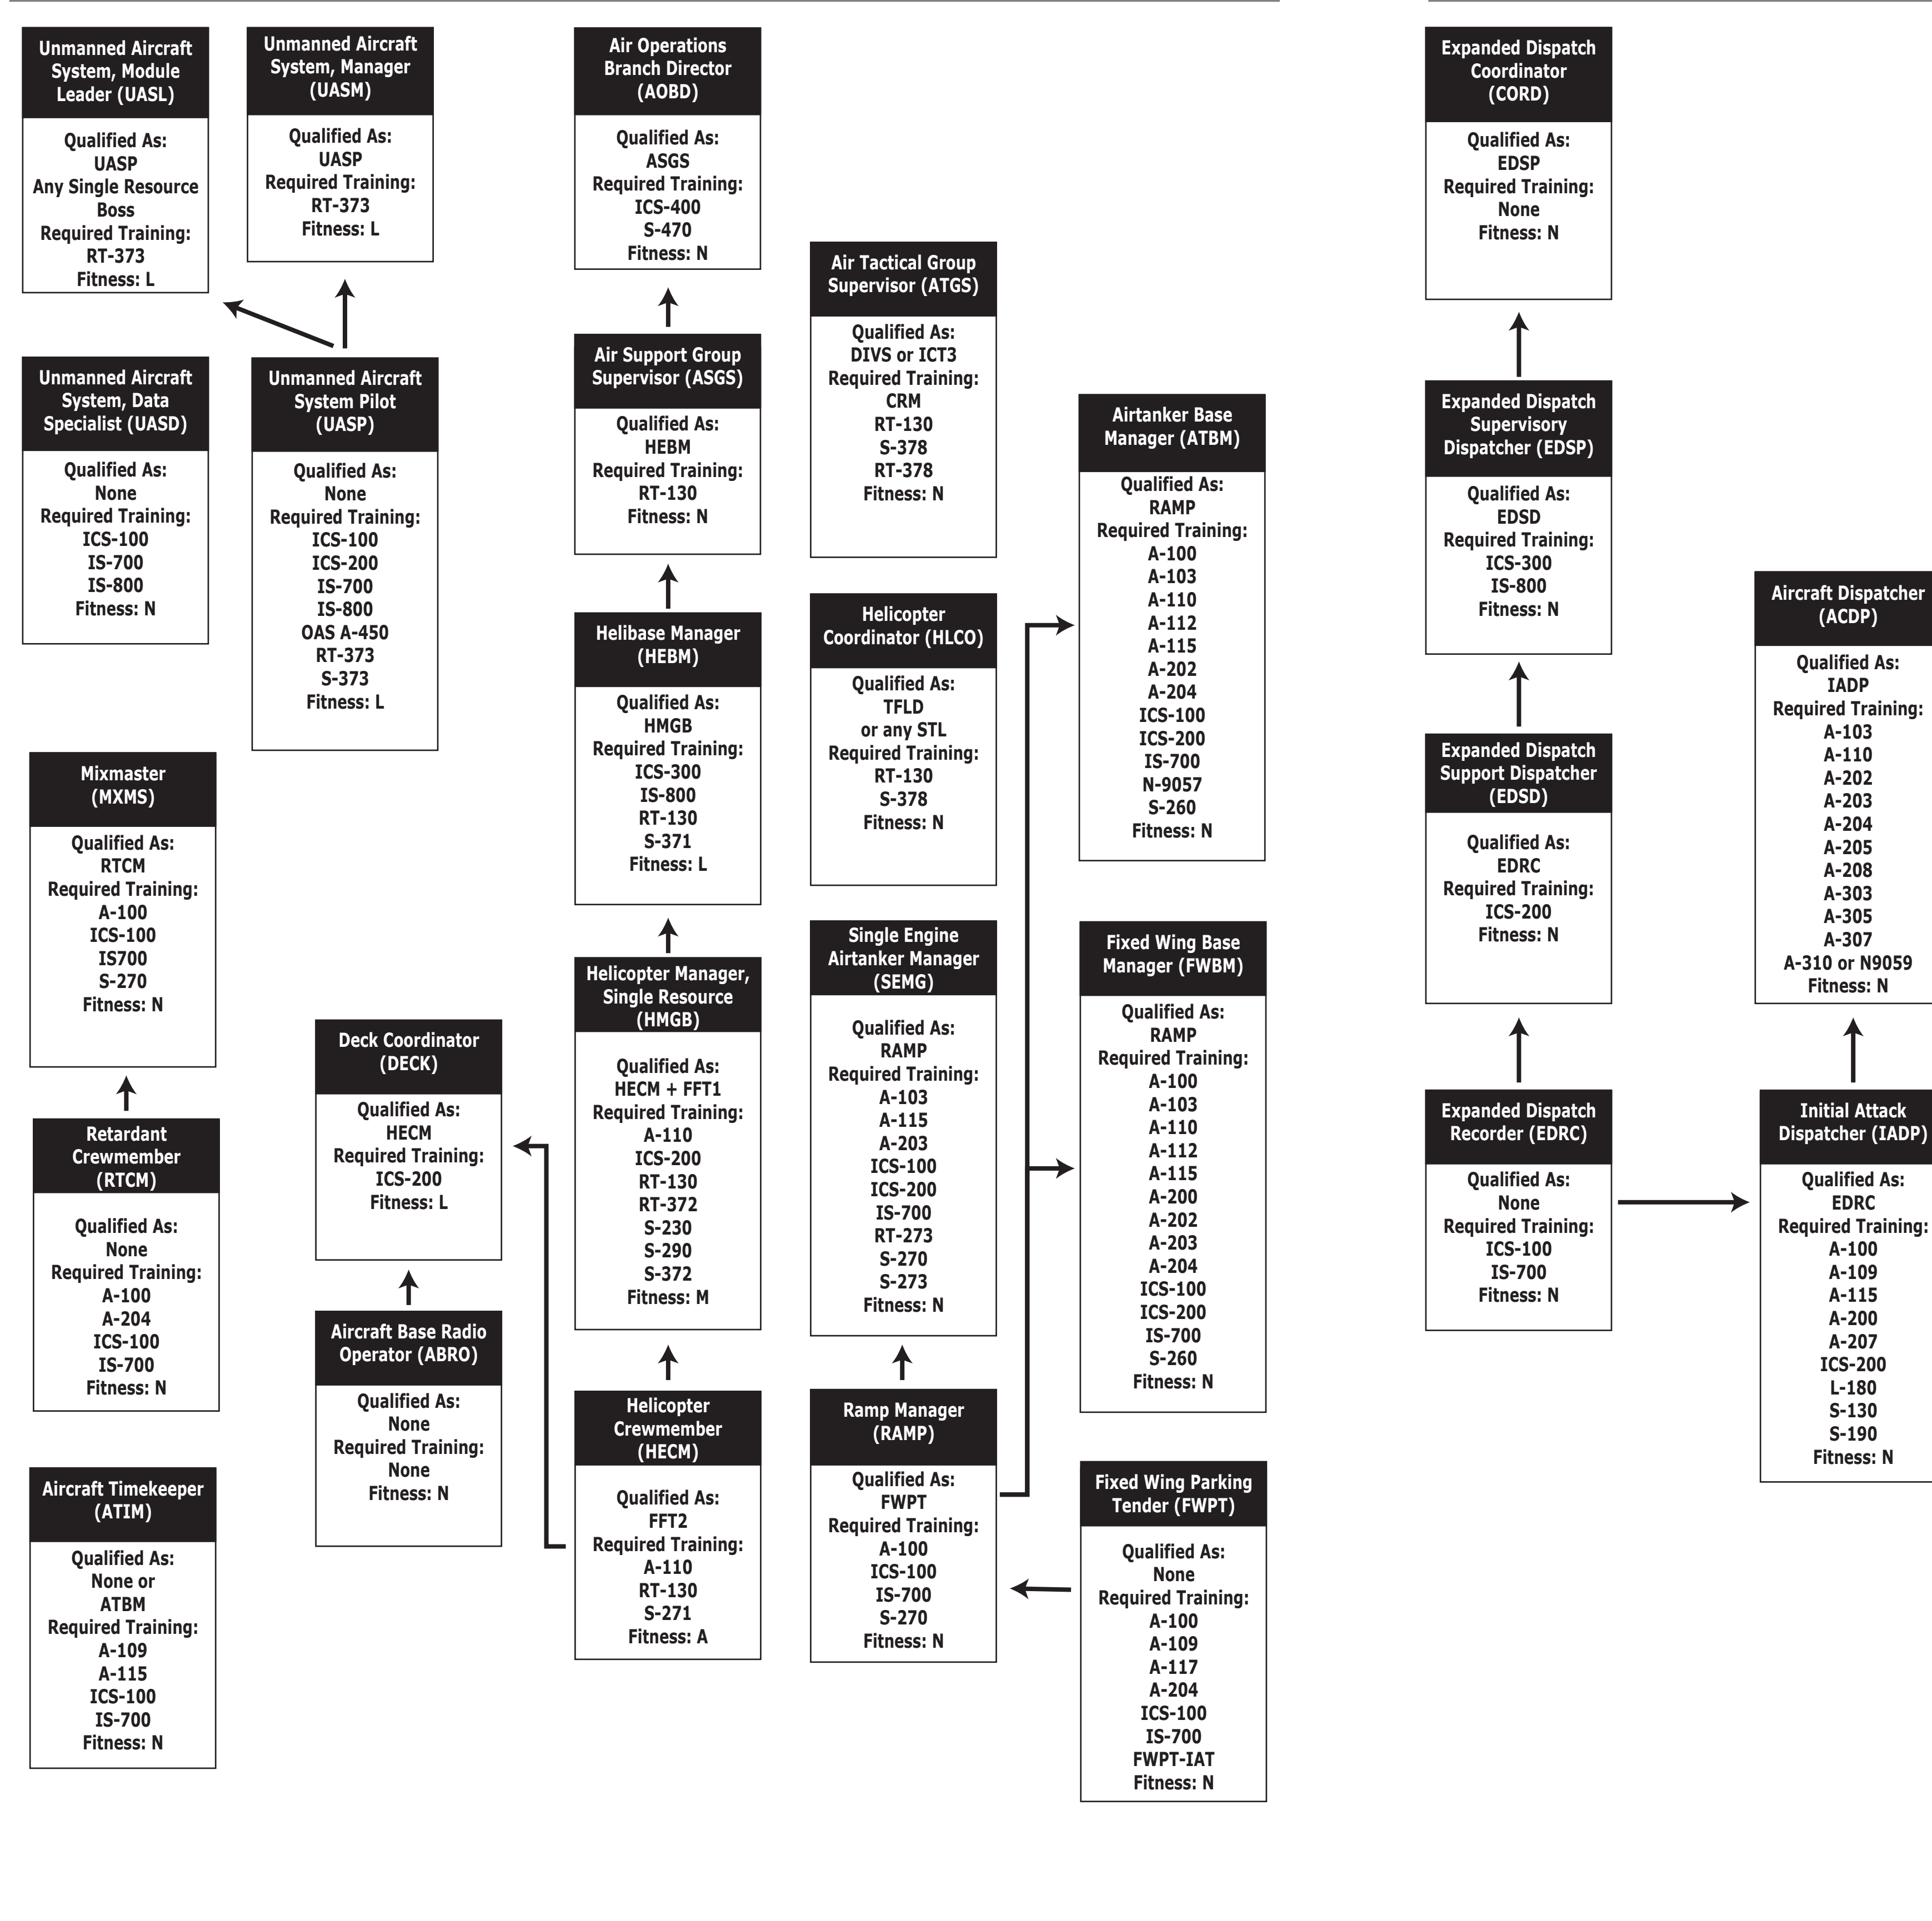 Unmanned Aircraft
System, Module
Leader (UASL)
Qualified As:
UASP
Any Single Resource
Boss
Required Training:
RT-373
Fitness: L
Unmanned Aircraft
System, Manager
(UASM)
Qualified As:
UASP
Required Training:
RT-373
Fitness: L
Unmanned Aircraft
System, Data
Specialist (UASD)
Qualified As:
None
Required Training:
ICS-100
IS-700
IS-800
Fitness: N
Unmanned Aircraft
System Pilot
(UASP)
Qualified As:
None
Required Training:
ICS-100
ICS-200
IS-700
IS-800
OAS A-450
RT-373
S-373
Fitness: L
Mixmaster
(MXMS)
Qualified As:
RTCM
Required Training:
A-100
ICS-100
IS700
S-270
Fitness: N
Retardant
Crewmember
(RTCM)
Qualified As:
None
Required Training:
A-100
A-204
ICS-100
IS-700
Fitness: N
Aircraft Timekeeper
(ATIM)
Qualified As:
None or
ATBM
Required Training:
A-109
A-115
ICS-100
IS-700
Fitness: N
Deck Coordinator
(DECK)
Qualified As:
HECM
Required Training:
ICS-200
Fitness: L
Aircraft Base Radio
Operator (ABRO)
Qualified As:
None
Required Training:
None
Fitness: N
Air Operations
Branch Director
(AOBD)
Qualified As:
ASGS
Required Training:
ICS-400
S-470
Fitness: N
Air Support Group
Supervisor (ASGS)
Qualified As:
HEBM
Required Training:
RT-130
Fitness: N
Helibase Manager
(HEBM)
Qualified As:
HMGB
Required Training:
ICS-300
IS-800
RT-130
S-371
Fitness: L
Helicopter Manager,
Single Resource
(HMGB)
Qualified As:
HECM + FFT1
Required Training:
A-110
ICS-200
RT-130
RT-372
S-230
S-290
S-372
Fitness: M
Helicopter
Crewmember
(HECM)
Qualified As:
FFT2
Required Training:
A-110
RT-130
S-271
Fitness: A
Air Tactical Group
Supervisor (ATGS)
Qualified As:
DIVS or ICT3
Required Training:
CRM
RT-130
S-378
RT-378
Fitness: N
Helicopter
Coordinator (HLCO)
Qualified As:
TFLD
or any STL
Required Training:
RT-130
S-378
Fitness: N
Single Engine
Airtanker Manager
(SEMG)
Qualified As:
RAMP
Required Training:
A-103
A-115
A-203
ICS-100
ICS-200
IS-700
RT-273
S-270
S-273
Fitness: N
Ramp Manager
(RAMP)
Qualified As:
FWPT
Required Training:
A-100
ICS-100
IS-700
S-270
Fitness: N
Airtanker Base
Manager (ATBM)
Qualified As:
RAMP
Required Training:
A-100
A-103
A-110
A-112
A-115
A-202
A-204
ICS-100
ICS-200
IS-700
N-9057
S-260
Fitness: N
Fixed Wing Base
Manager (FWBM)
Qualified As:
RAMP
Required Training:
A-100
A-103
A-110
A-112
A-115
A-200
A-202
A-203
A-204
ICS-100
ICS-200
IS-700
S-260
Fitness: N
Fixed Wing Parking
Tender (FWPT)
Qualified As:
None
Required Training:
A-100
A-109
A-117
A-204
ICS-100
IS-700
FWPT-IAT
Fitness: N
Expanded Dispatch
Coordinator
(CORD)
Qualified As:
EDSP
Required Training:
None
Fitness: N
Expanded Dispatch
Supervisory
Dispatcher (EDSP)
Qualified As:
EDSD
Required Training:
ICS-300
IS-800
Fitness: N
Expanded Dispatch
Support Dispatcher
(EDSD)
Qualified As:
EDRC
Required Training:
ICS-200
Fitness: N
Expanded Dispatch
Recorder (EDRC)
Qualified As:
None
Required Training:
ICS-100
IS-700
Fitness: N
Aircraft Dispatcher
(ACDP)
Qualified As:
IADP
Required Training:
A-103
A-110
A-202
A-203
A-204
A-205
A-208
A-303
A-305
A-307
A-310 or N9059
Fitness: N
Initial Attack
Dispatcher (IADP)
Qualified As:
EDRC
Required Training:
A-100
A-109
A-115
A-200
A-207
ICS-200
L-180
S-130
S-190
Fitness: N